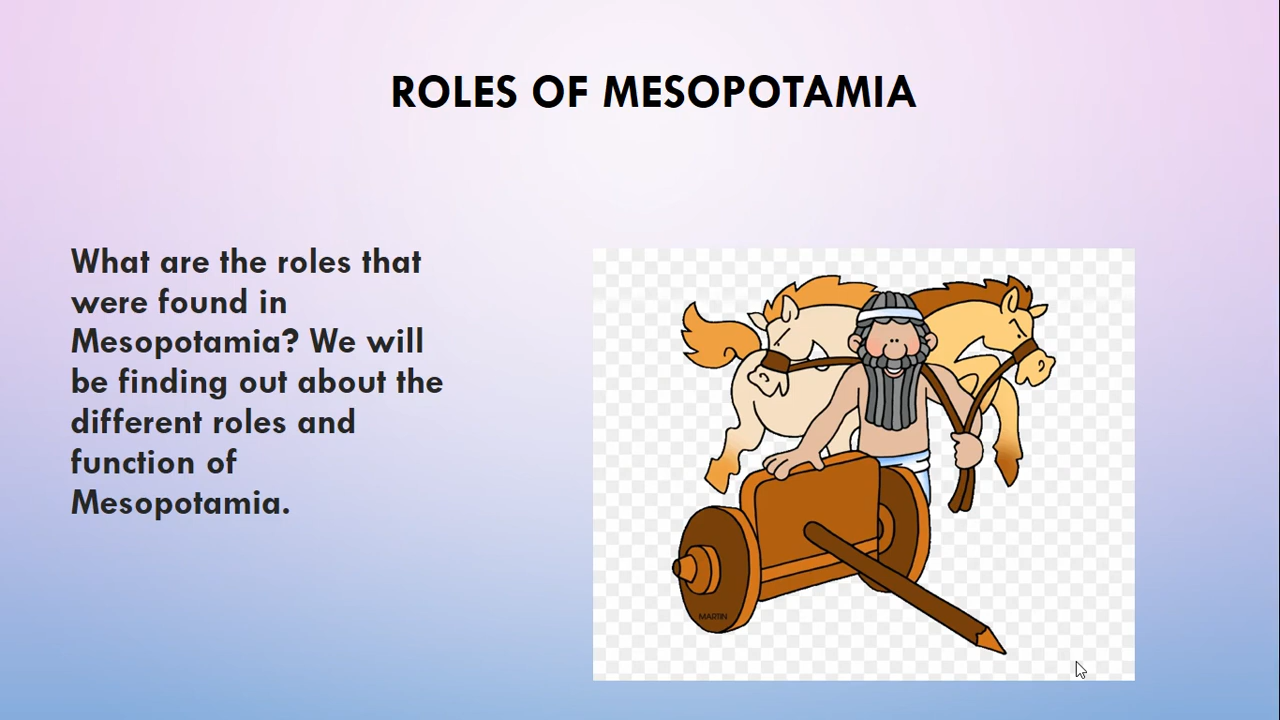 ROLES OF MESOPOTAMIA
What are the roles that
were found in
Mesopotamia? We will
be finding out about the
different roles and
function of
Mesopotamia.
MARTIN